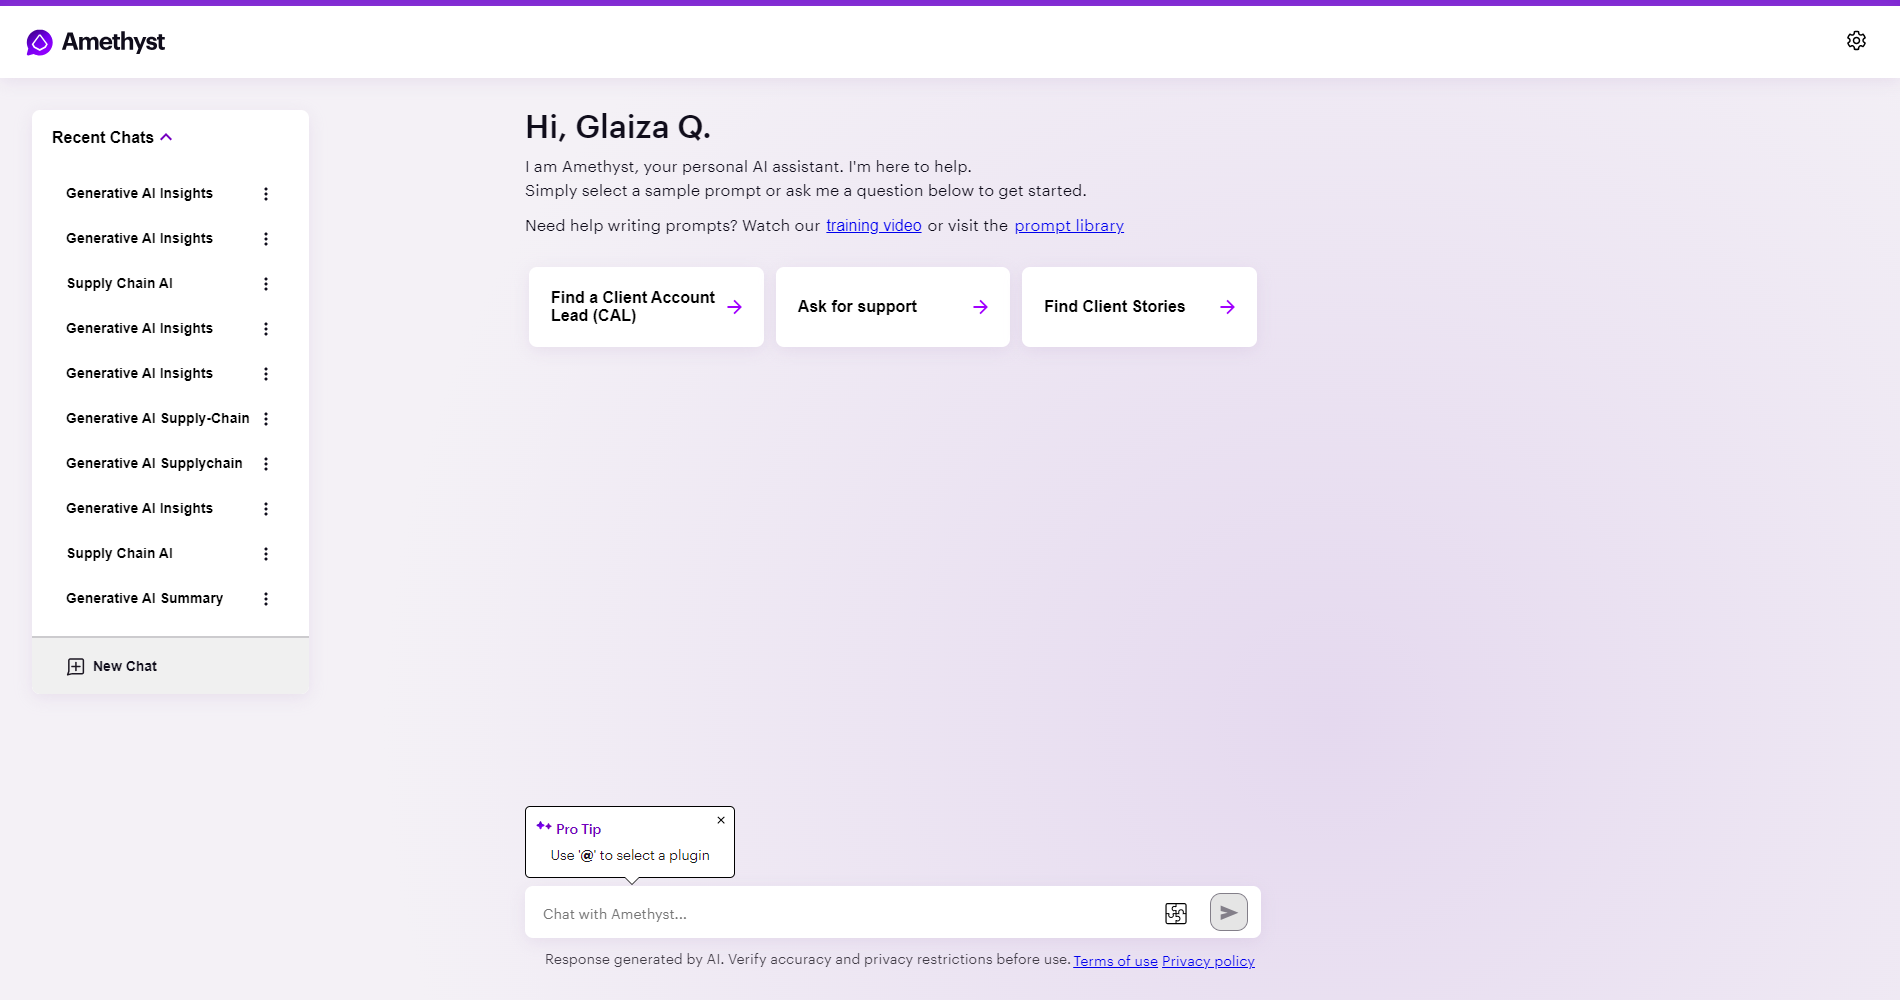 Amethyst
Recent Chats
Generative AI Insights
Generative AI Insights
Supply Chain AI
Generative AI Insights
Generative AI Insights
Generative AI Supply-Chain
Generative AI Supplychain
Generative AI Insights
Supply Chain AI
Generative AI Summary
New Chat
Hi, Glaiza Q.
I am Amethyst, your personal AI assistant. I'm here to help.
Simply select a sample prompt or ask me a question below to get started.
Need help writing prompts? Watch our training video or visit the prompt library
Find a Client Account
Lead (CAL)
Ask for support
Find Client Stories
Pro Tip
Use '@' to select a plugin
Chat with Amethyst...
Response generated by AI. Verify accuracy and privacy restrictions before use. Terms of use Privacy policy